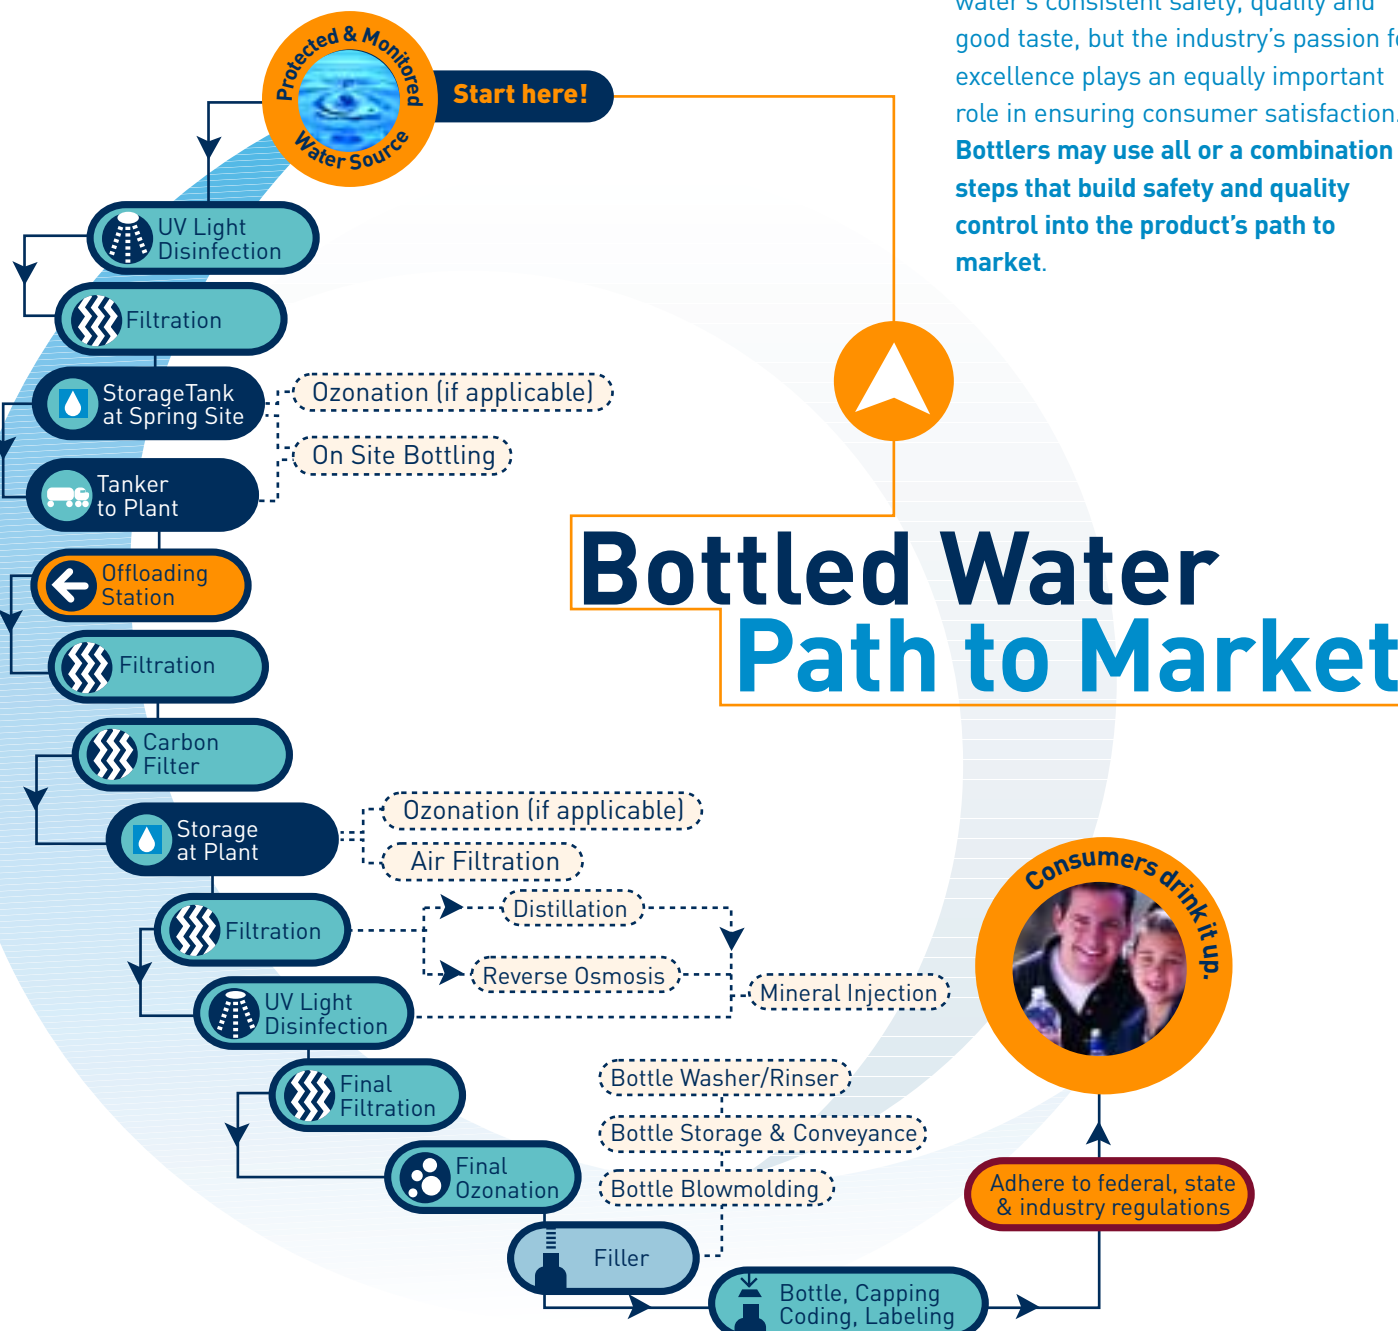 water's consistent safety, quality and
good taste, but the industry's passion f
excellence plays an equally important
role in ensuring consumer satisfaction.
Bottlers may use all or a combination
steps that build safety and quality
control into the product's path to
market.
Protected & Monitored
Water Source
Start here!
UV Light
Disinfection
Filtration
StorageTank
at Spring Site
Ozonation (if applicable)
On Site Bottling
Tanker
to Plant
Offloading
Station
Filtration
Carbon
Filter
Bottled Water
Path to Market
Storage
at Plant
Ozonation (if applicable)
Air Filtration
Filtration
Distillation
Reverse Osmosis
Mineral Injection
UV Light
Disinfection
Final
Filtration
Final
Ozonation
Bottle Washer/Rinser
Bottle Storage & Conveyance
Bottle Blowmolding
Filler
Bottle, Capping
Coding, Labeling
Adhere to federal, state
& industry regulations
Consumers drink it up.